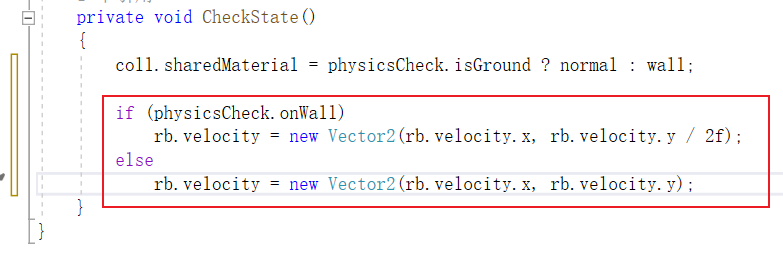 private void CheckState()
{
coll.sharedMaterial = physicsCheck.isGround ? normal : wall;
if (physicsCheck.onWall)
rb.velocity = new Vector2(rb.velocity.x, rb.velocity.y / 2f);
else
rb.velocity = new Vector2(rb.velocity.x, rb.velocity.y);
}
}